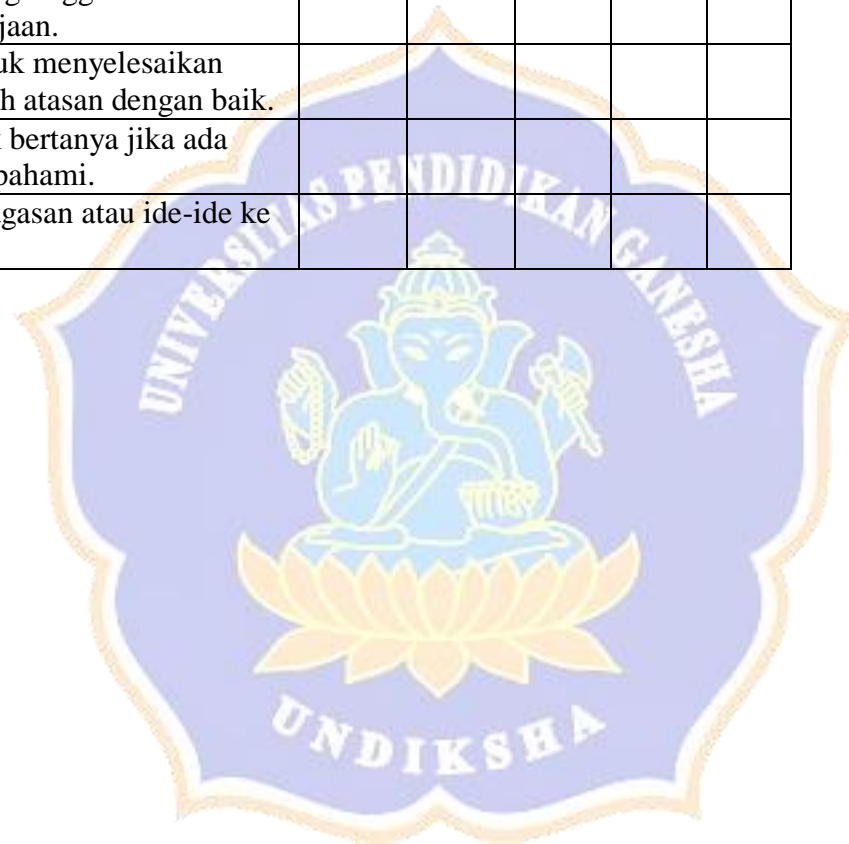 jaan.
uk menyelesaikan
h atasan dengan baik.
bertanya jika ada
pahami.
gasan atau ide-ide ke
UNIVERSITAS PENDIDIKAN GANESHA
UNDIKSHA